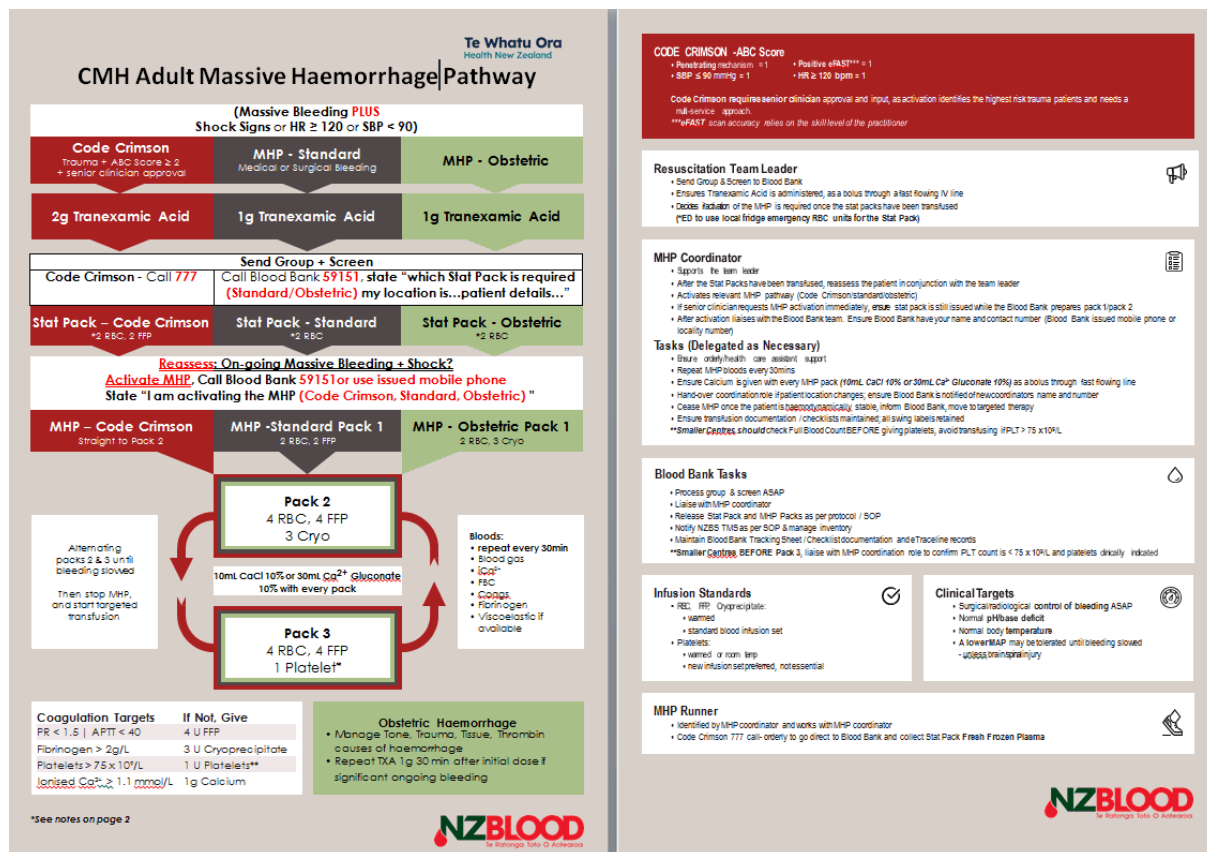 Te Whatu Ora
Health New Zealand
CMH Adult Massive Haemorrhage Pathway
(Massive Bleeding PLUS
Shock Signs or HR ≥ 120 or SBP < 90)
Code Crimson
Trauma + ABC Score ≥ 2
+ senior clinician approval
MHP - Standard
Medical or Surgical Bleeding
MHP - Obstetric
2g Tranexamic Acid
1g Tranexamic Acid
1g Tranexamic Acid
Send Group + Screen
Code Crimson - Call 777
Call Blood Bank 59151, state “which Stat Pack is required
(Standard/Obstetric) my location is...patient details...”
Stat Pack – Code Crimson
*2 RBC, 2 FFP
Stat Pack - Standard
*2 RBC
Stat Pack - Obstetric
*2 RBC
Reassess: On-going Massive Bleeding + Shock?
Activate MHP, Call Blood Bank 59151or use issued mobile phone
State “I am activating the MHP (Code Crimson, Standard, Obstetric) ”
MHP – Code Crimson
Straight to Pack 2
MHP -Standard Pack 1
2 RBC, 2 FFP
MHP - Obstetric Pack 1
2 RBC, 3 Cryo
Pack 2
4 RBC, 4 FFP
3 Cryo
Alternating
packs 2 & 3 until
bleeding slowed
Then stop MHP,
and start targeted
transfusion
10mL CaCl 10% or 30mL Ca²⁺ Gluconate
10% with every pack
Bloods:
• repeat every 30min
• Blood gas
• iCa²⁺
• FBC
• Coags
• Fibrinogen
• Viscoelastic if
available
Pack 3
4 RBC, 4 FFP
1 Platelet*
Coagulation Targets If Not, Give
PR < 1.5 | APTT < 40 4 U FFP
Fibrinogen > 2g/L 3 U Cryoprecipitate
Platelets > 75 x 10⁹/L 1 U Platelets**
Ionised Ca²⁺ > 1.1 mmol/L 1g Calcium
Obstetric Haemorrhage
• Manage Tone, Trauma, Tissue, Thrombin
causes of haemorrhage
• Repeat TXA 1g 30 min after initial dose if
significant ongoing bleeding
*See notes on page 2
NZBLOOD
Te Ratonga Toto O Aotearoa
CODE CRIMSON -ABC Score
• Penetrating mechanism = 1 • Positive eFAST*** = 1
• SBP ≤ 90 mmHg = 1 • HR ≥ 120 bpm = 1
Code Crimson requires senior clinician approval and input, as activation identifies the highest risk trauma patients and needs a
multi-service approach.
***eFAST scan accuracy relies on the skill level of the practitioner
Resuscitation Team Leader
• Send Group & Screen to Blood Bank
• Ensures Tranexamic Acid is administered, as a bolus through a fast flowing IV line
• Decides if activation of the MHP is required once the stat packs have been transfused
(*ED to use local fridge emergency RBC units for the Stat Pack)
MHP Coordinator
• Supports the team leader
• After the Stat Packs have been transfused, reassess the patient in conjunction with the team leader
• Activates relevant MHP pathway (Code Crimson/standard/obstetric)
• If senior clinician requests MHP activation immediately, ensure stat pack is still issued while the Blood Bank prepares pack 1/pack 2
• After activation liaises with the Blood Bank team. Ensure Blood Bank have your name and contact number (Blood Bank issued mobile phone or
locality number)
Tasks (Delegated as Necessary)
• Ensure orderly/health care assistant support
• Repeat MHP bloods every 30mins
• Ensure Calcium is given with every MHP pack (10mL CaCl 10% or 30mL Ca²⁺ Gluconate 10%) as a bolus through fast flowing line
• Hand-over coordination role if patient location changes; ensure Blood Bank is notified of new coordinators name and number
• Cease MHP once the patient is haemodynamically stable, inform Blood Bank, move to targeted therapy
• Ensure transfusion documentation / checklists maintained; all swing labels retained
**Smaller Centres should check Full Blood Count BEFORE giving platelets, avoid transfusing if PLT > 75 x10⁹/L
Blood Bank Tasks
• Process group & screen ASAP
• Liaise with MHP coordinator
• Release Stat Pack and MHP Packs as per protocol / SOP
• Notify NZBS TMS as per SOP & manage inventory
• Maintain Blood Bank Tracking Sheet / Checklist documentation and eTraceline records
**Smaller Centres, BEFORE Pack 3, liaise with MHP coordination role to confirm PLT count is < 75 x 10⁹/L and platelets clinically indicated
Infusion Standards
• RBC, FFP, Cryoprecipitate:
• warmed
• standard blood infusion set
• Platelets:
• warmed or room temp
• new infusion set preferred, not essential
Clinical Targets
• Surgical/radiological control of bleeding ASAP
• Normal pH/base deficit
• Normal body temperature
• A lower MAP may be tolerated until bleeding slowed
- unless brain/spinal injury
MHP Runner
• Identified by MHP coordinator and works with MHP coordinator
• Code Crimson 777 call- orderly to go direct to Blood Bank and collect Stat Pack Fresh Frozen Plasma
NZBLOOD
Te Ratonga Toto O Aotearoa